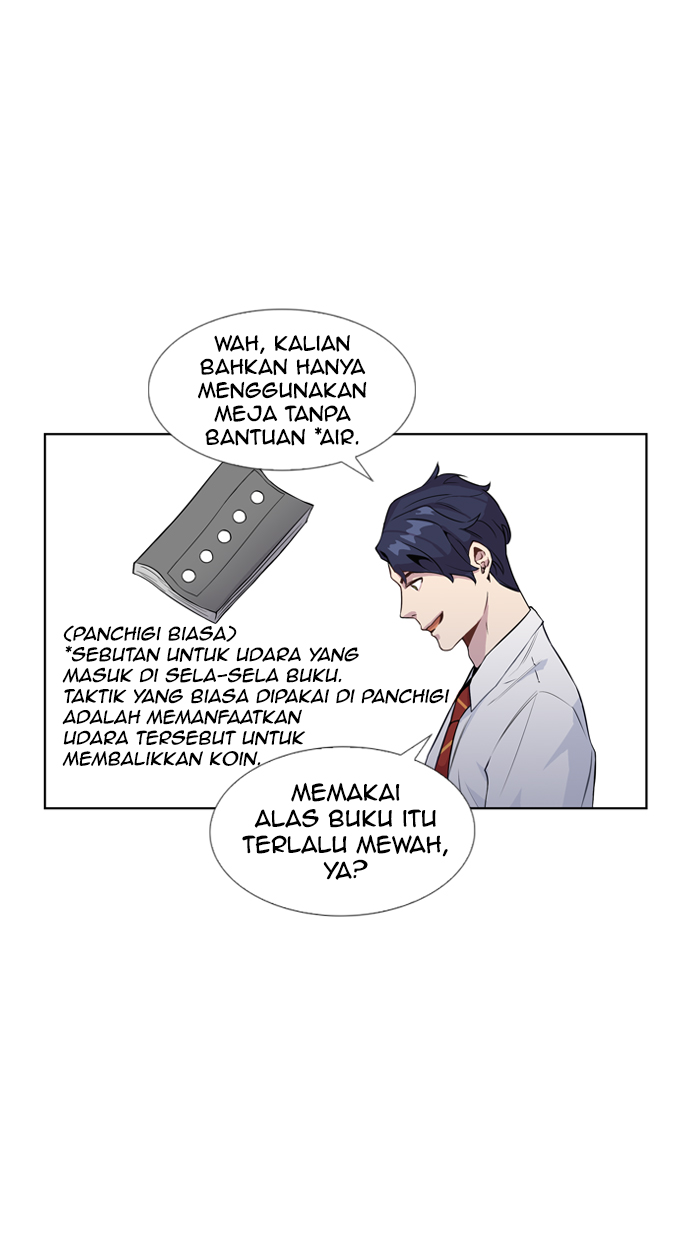 WAH, KALIAN
BAHKAN HANYA
MENGGUNAKAN
MEJA TANPA
BANTUAN *AIR.
(PANCHIGI BIASA)
*SEBUTAN UNTUK UDARA YANG
MASUK DI SELA-SELA BUKU.
TAKTIK YANG BIASA DIPAKAI DI PANCHIGI
ADALAH MEMANFAATKAN
UDARA TERSEBUT UNTUK
MEMBALIKKAN KOIN.
MEMAKAI
ALAS BUKU ITU
TERLALU MEWAH,
YA?